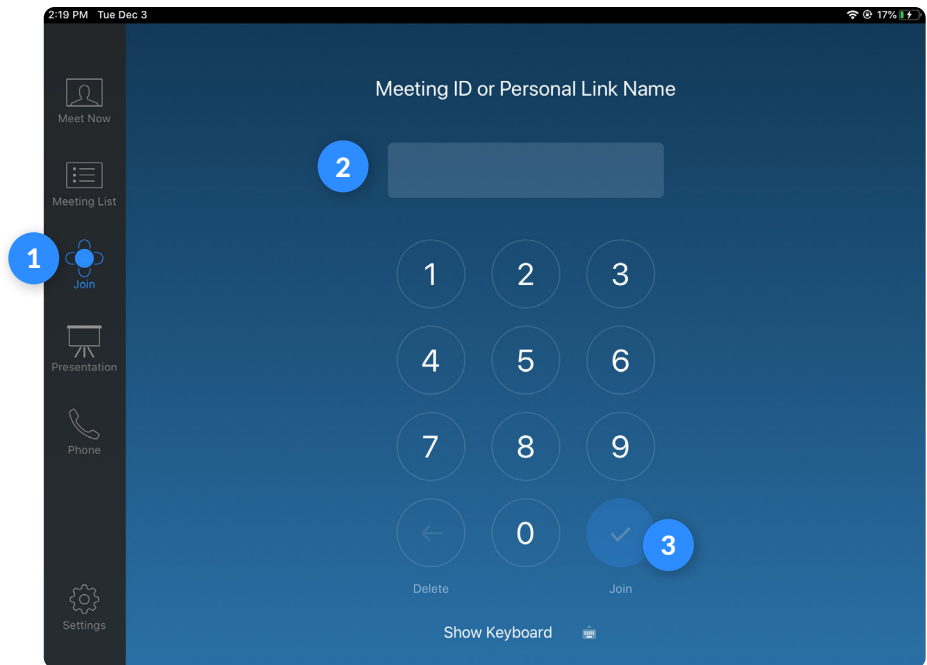 2:19 PM Tue Dec 3
17%
Meet Now
Meeting List
1
Join
Presentation
Phone
Settings
Meeting ID or Personal Link Name
2
1 2 3
4 5 6
7 8 9
0
3
Delete Join
Show Keyboard